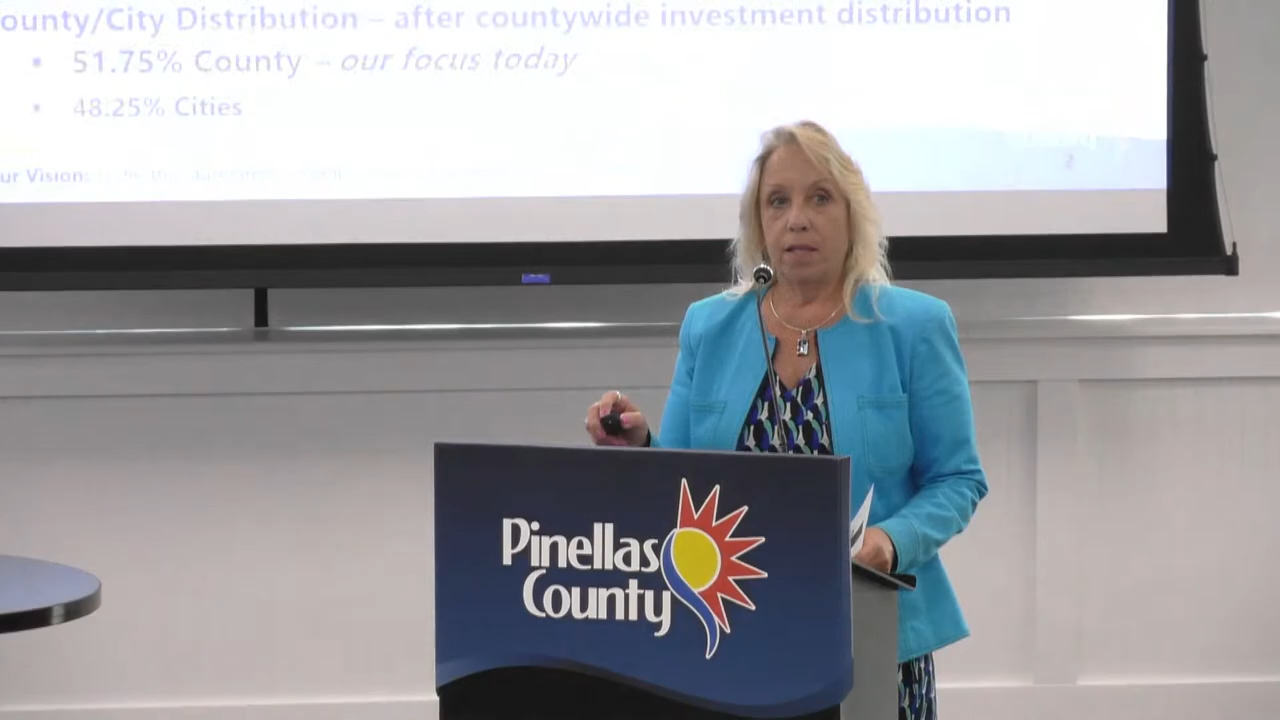 ounty/City Distribution – after countywide investment distribution
• 51.75% County – our focus today
• 48.25% Cities
ur Vision:
2
Pinellas
County